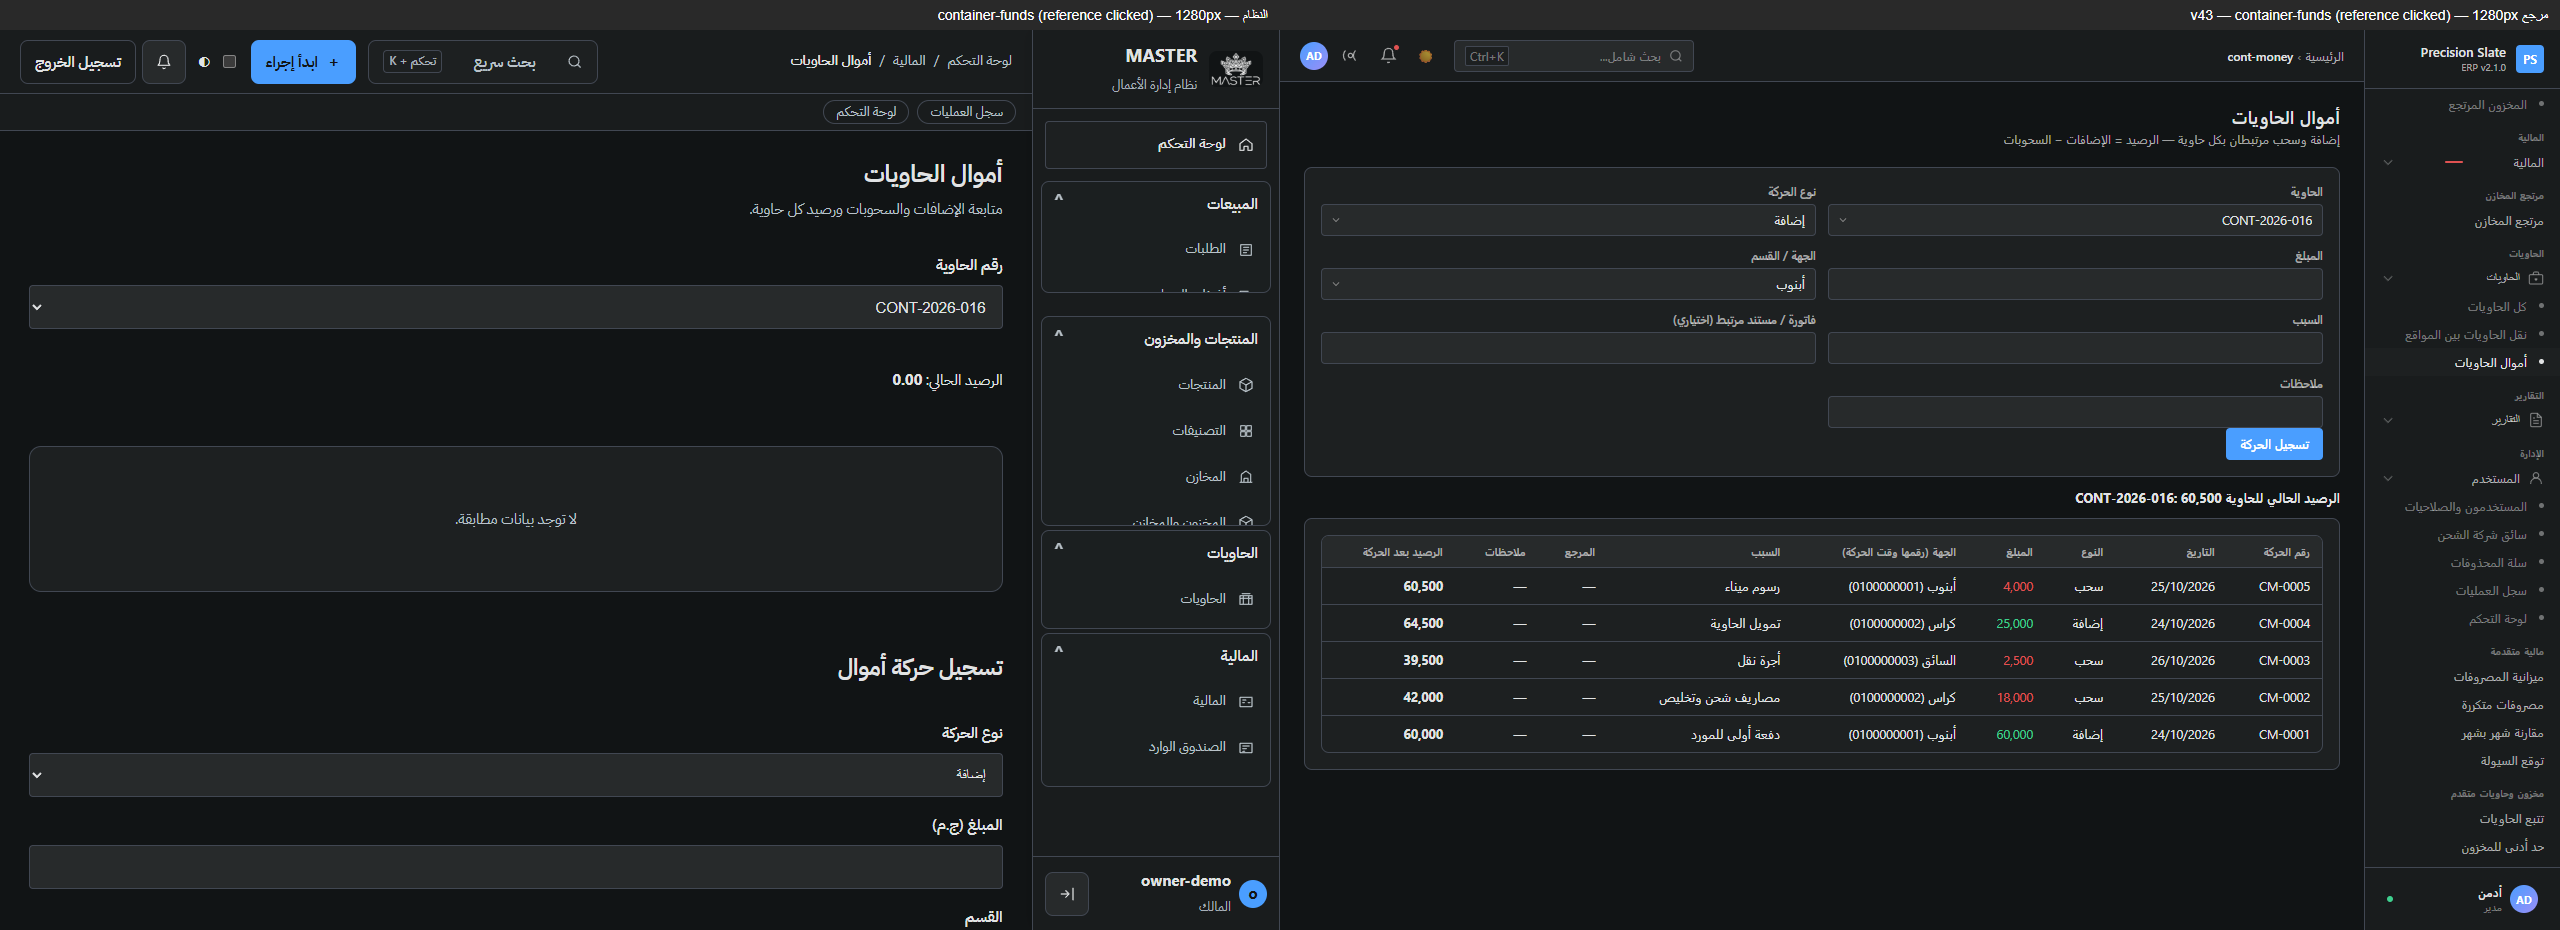 v43 — container-funds (reference clicked) — 1280px مرجع
container-funds (reference clicked) — 1280px — النظام
PS
Precision Slate
ERP v2.1.0
المخزون المرتجع
المالية
المالية
مرتجع المخازن
مرتجع المخازن
الحاويات
الحاويات
كل الحاويات
نقل الحاويات بين المواقع
أموال الحاويات
التقارير
التقارير
الإدارة
المستخدم
المستخدمون والصلاحيات
سائق شركة الشحن
سلة المحذوفات
سجل العمليات
لوحة التحكم
مالية متقدمة
ميزانية المصروفات
مصروفات متكررة
مقارنة شهر بشهر
توقع السيولة
مخزون وحاويات متقدم
تتبع الحاويات
حد أدنى للمخزون
AD
أدمن
مدير
الرئيسية › cont-money
بحث شامل...
Ctrl+K
AD
أموال الحاويات
إضافة وسحب مرتبطان بكل حاوية — الرصيد = الإضافات − السحوبات
الحاوية
نوع الحركة
CONT-2026-016
إضافة
المبلغ
الجهة / القسم
أبنوب
السبب
فاتورة / مستند مرتبط (اختياري)
ملاحظات
تسجيل الحركة
الرصيد الحالي للحاوية CONT-2026-016: 60,500
رقم الحركة التاريخ النوع المبلغ الجهة (رقمها وقت الحركة) السبب المرجع ملاحظات الرصيد بعد الحركة
CM-0005 25/10/2026 سحب 4,000 أبنوب (0100000001) رسوم ميناء — — 60,500
CM-0004 24/10/2026 إضافة 25,000 كراس (0100000002) تمويل الحاوية — — 64,500
CM-0003 26/10/2026 سحب 2,500 السائق (0100000003) أجرة نقل — — 39,500
CM-0002 25/10/2026 سحب 18,000 كراس (0100000002) مصاريف شحن وتخليص — — 42,000
CM-0001 24/10/2026 إضافة 60,000 أبنوب (0100000001) دفعة أولى للمورد — — 60,000
MASTER
MASTER
نظام إدارة الأعمال
لوحة التحكم
المبيعات
الطلبات
المنتجات والمخزون
المنتجات
التصنيفات
المخازن
المخزون والمخازن
الحاويات
الحاويات
المالية
المالية
الصندوق الوارد
o
owner-demo
المالك
لوحة التحكم / المالية / أموال الحاويات
بحث سريع
تحكم + K
+ ابدأ إجراء
تسجيل الخروج
سجل العمليات
لوحة التحكم
أموال الحاويات
متابعة الإضافات والسحوبات ورصيد كل حاوية.
رقم الحاوية
CONT-2026-016
الرصيد الحالي: 0.00
لا توجد بيانات مطابقة.
تسجيل حركة أموال
نوع الحركة
إضافة
المبلغ (ج.م)
القسم